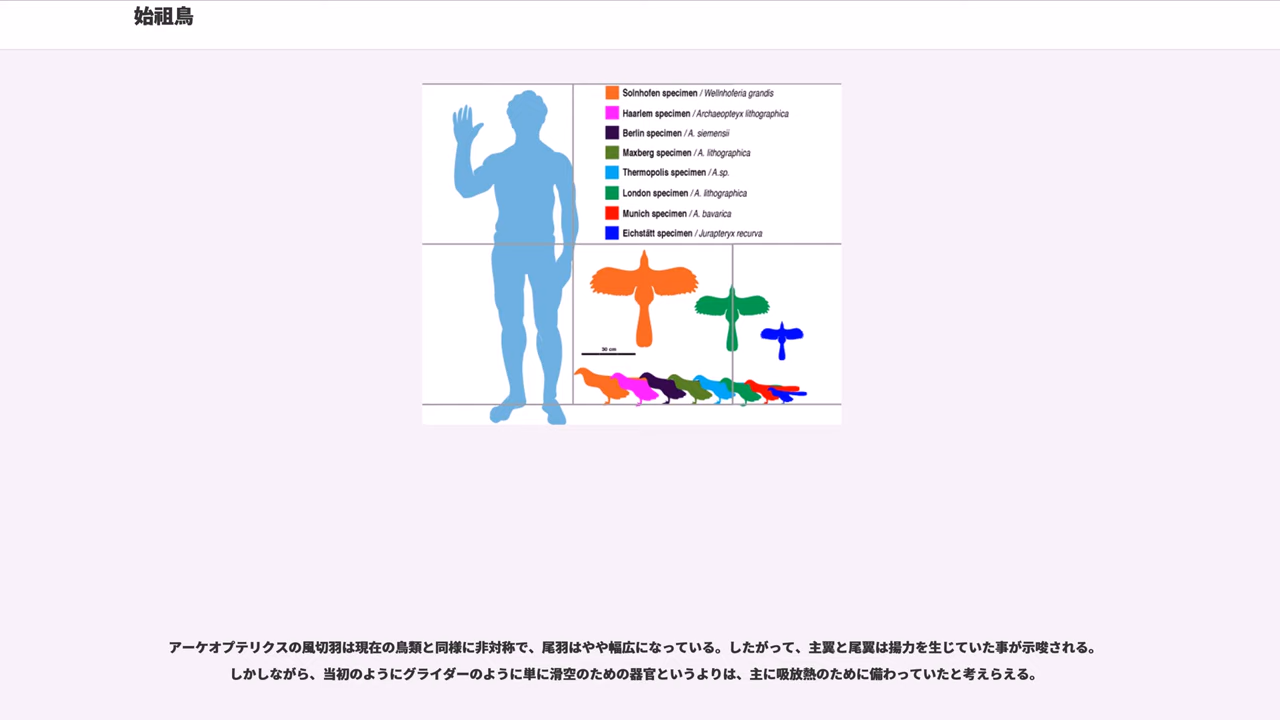 始祖鳥
Solnhofen specimen / Wellnhoferia grandis
Haarlem specimen / Archaeopteyx lithographica
Berlin specimen / A. siemensii
Maxberg specimen / A. lithographica
Thermopolis specimen / A.sp.
London specimen / A. lithographica
Munich specimen / A. bavarica
Eichstätt specimen / Jurapteryx recurva
30 cm
アーケオプテリクスの風切羽は現在の鳥類と同様に非対称で、尾羽はやや幅広になっている。したがって、主翼と尾翼は揚力を生じていた事が示唆される。
しかしながら、当初のようにグライダーのように単に滑空のための器官というよりは、主に吸放熱のために備わっていたと考えらえる。